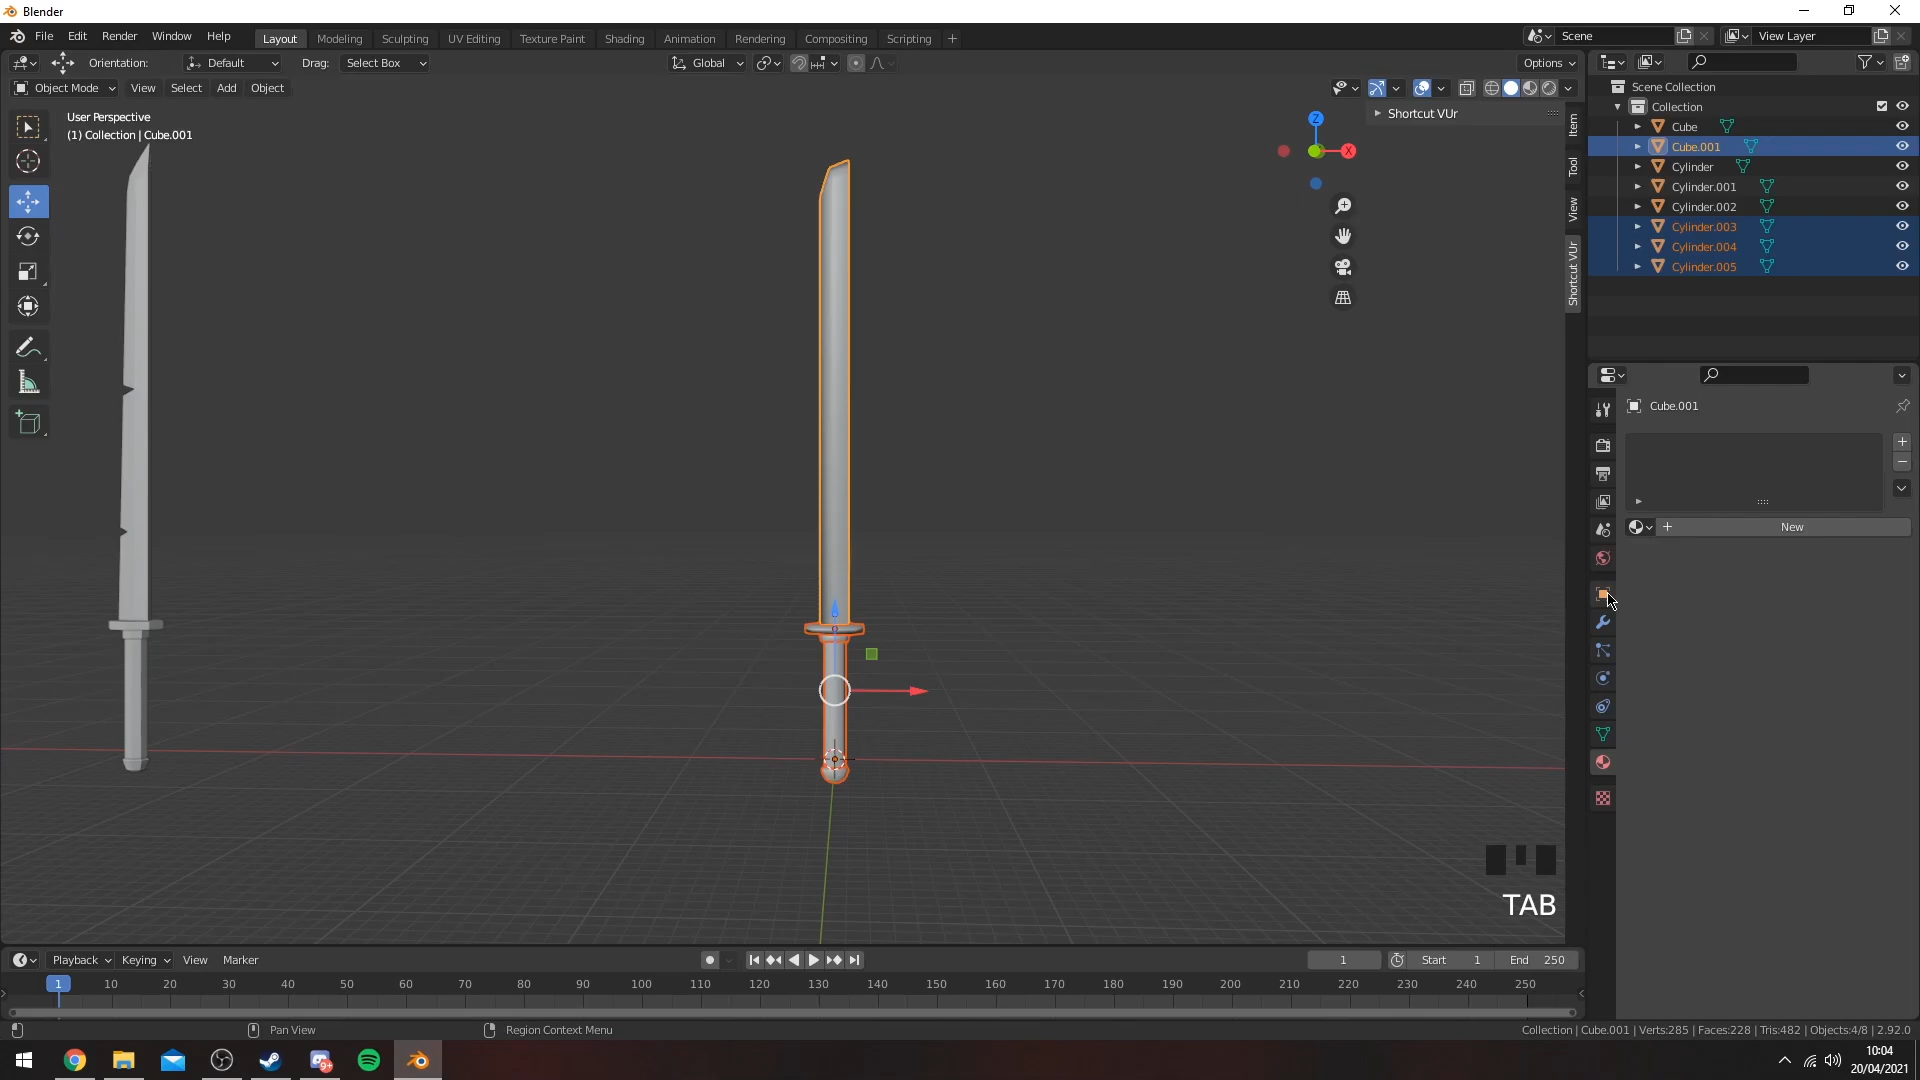 Blender
File Edit Render Window Help Layout Modeling Sculpting UV Editing Texture Paint Shading Animation Rendering Compositing Scripting + Scene View Layer
Orientation: Default Drag: Select Box Global Options
Object Mode View Select Add Object
User Perspective
(1) Collection | Cube.001
Shortcut VUr
Z
X
Item
Tool
View
Shortcut VUr
Scene Collection
Collection
Cube
Cube.001
Cylinder
Cylinder.001
Cylinder.002
Cylinder.003
Cylinder.004
Cylinder.005
Cube.001
+ New
TAB
Playback Keying View Marker 1 Start 1 End 250
1 10 20 30 40 50 60 70 80 90 100 110 120 130 140 150 160 170 180 190 200 210 220 230 240 250
Pan View Region Context Menu Collection | Cube.001 | Verts:285 | Faces:228 | Tris:482 | Objects:4/8 | 2.92.0
9+
10:04
20/04/2021